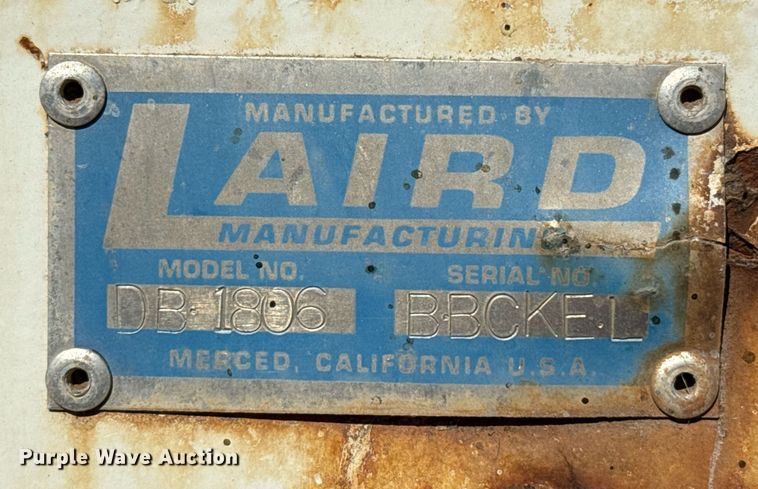 MANUFACTURED BY
LAIRD
MANUFACTURING
MODEL NO. SERIAL NO
DB 1806 BBCKEL
MERCED, CALIFORNIA U.S.A.
Purple Wave Auction